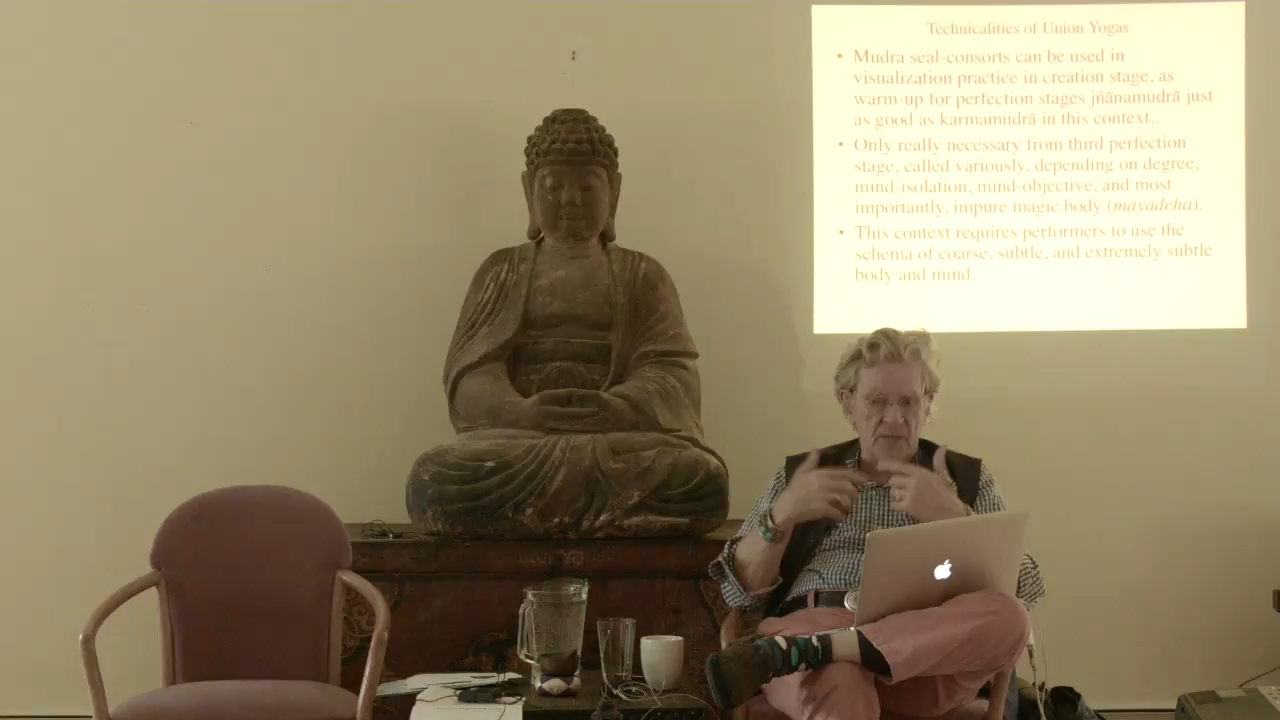 Technicalities of Union Yogas
• Mudra seal-consorts can be used in
visualization practice in creation stage, as
warm-up for perfection stages jñānamudrā just
as good as karmamudrā in this context..
• Only really necessary from third perfection
stage, called variously, depending on degree,
mind-isolation, mind-objective, and most
importantly, impure magic body (māyādeha).
• This context requires performers to use the
schema of coarse, subtle, and extremely subtle
body and mind.